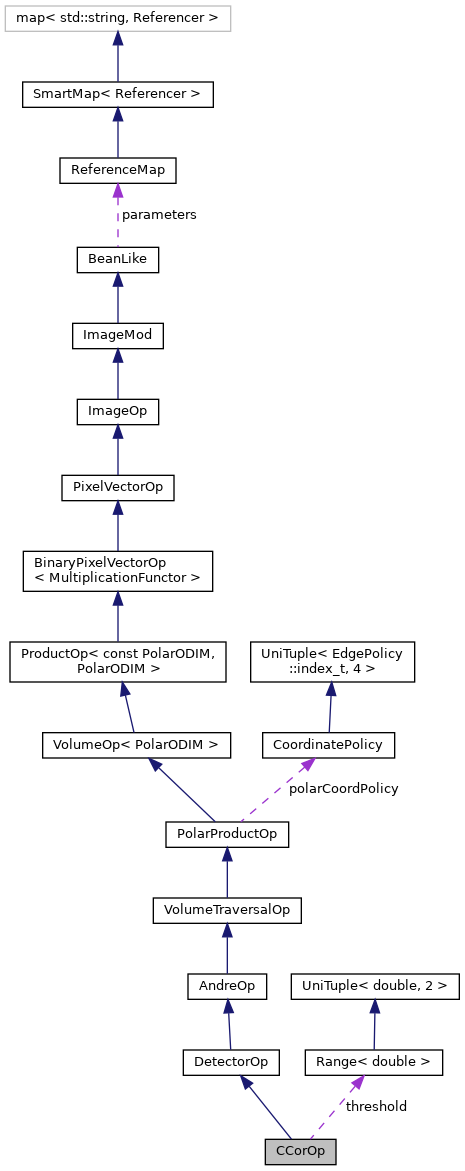 map< std::string, Referencer >
SmartMap< Referencer >
ReferenceMap
parameters
BeanLike
ImageMod
ImageOp
PixelVectorOp
BinaryPixelVectorOp
< MultiplicationFunctor >
ProductOp< const PolarODIM,
PolarODIM >
UniTuple< EdgePolicy
::index_t, 4 >
VolumeOp< PolarODIM >
CoordinatePolicy
polarCoordPolicy
PolarProductOp
VolumeTraversalOp
AndreOp
UniTuple< double, 2 >
DetectorOp
Range< double >
threshold
CCorOp